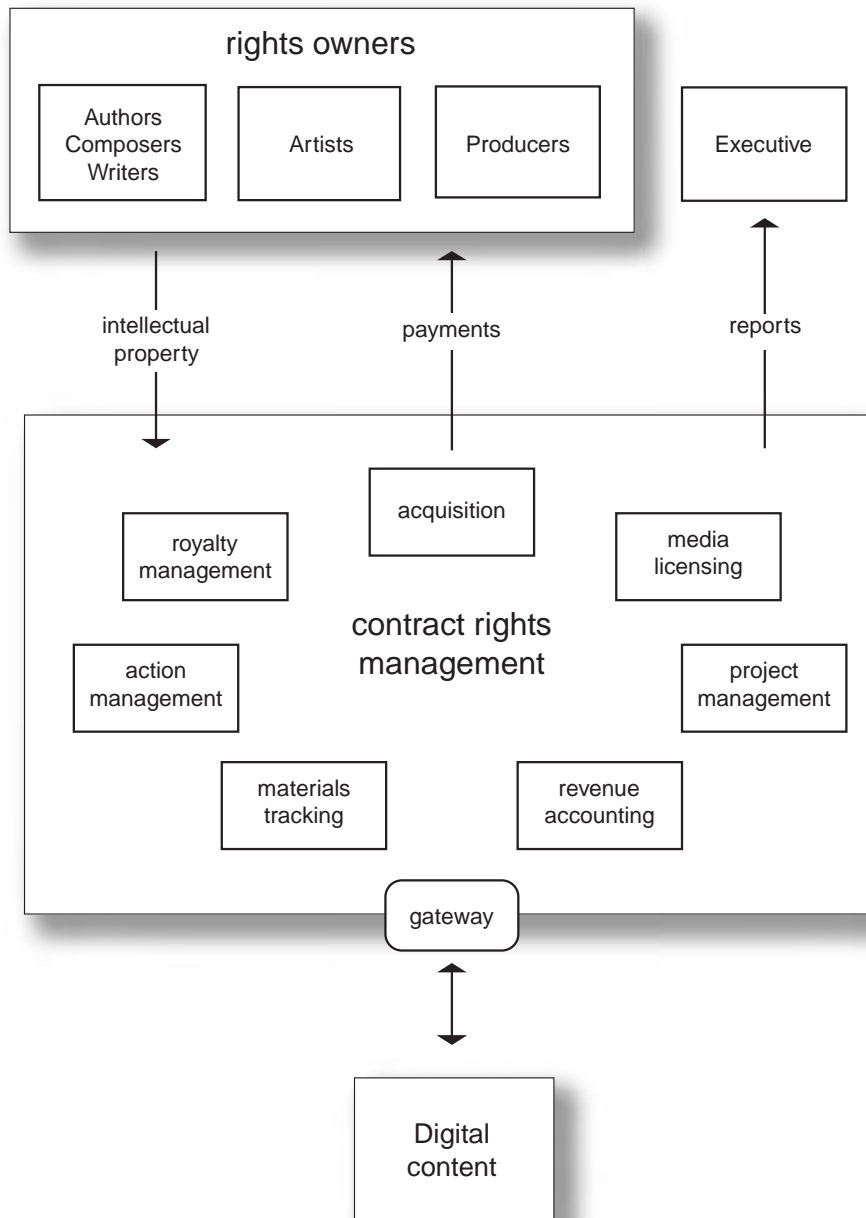 rights owners
Authors
Composers
Writers
Artists
Producers
Executive
intellectual
property
payments
reports
acquisition
royalty
management
media
licensing
contract rights
management
action
management
project
management
materials
tracking
revenue
accounting
gateway
Digital
content